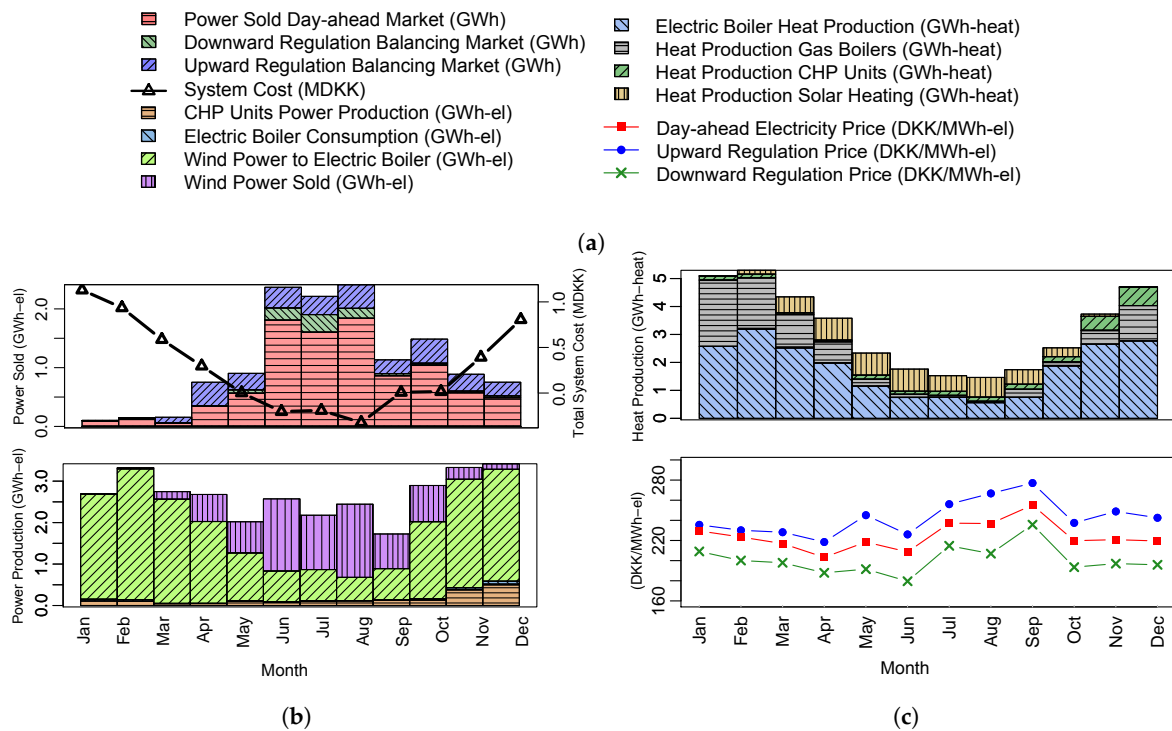 Power Sold Day-ahead Market (GWh)
Downward Regulation Balancing Market (GWh)
Upward Regulation Balancing Market (GWh)
System Cost (MDKK)
CHP Units Power Production (GWh-el)
Electric Boiler Consumption (GWh-el)
Wind Power to Electric Boiler (GWh-el)
Wind Power Sold (GWh-el)
Electric Boiler Heat Production (GWh-heat)
Heat Production Gas Boilers (GWh-heat)
Heat Production CHP Units (GWh-heat)
Heat Production Solar Heating (GWh-heat)
Day-ahead Electricity Price (DKK/MWh-el)
Upward Regulation Price (DKK/MWh-el)
Downward Regulation Price (DKK/MWh-el)
(a)
Power Sold (GWh−el)
0.0 1.0 2.0
Total System Cost (MDKK)
0.0 0.5 1.0
Power Production (GWh−el)
0.0 1.0 2.0 3.0
Jan Feb Mar Apr May Jun Jul Aug Sep Oct Nov Dec
Month
(b)
Heat Production (GWh−heat)
0 1 2 3 4 5
(DKK/MWh−el)
160 220 280
Jan Feb Mar Apr May Jun Jul Aug Sep Oct Nov Dec
Month
(c)